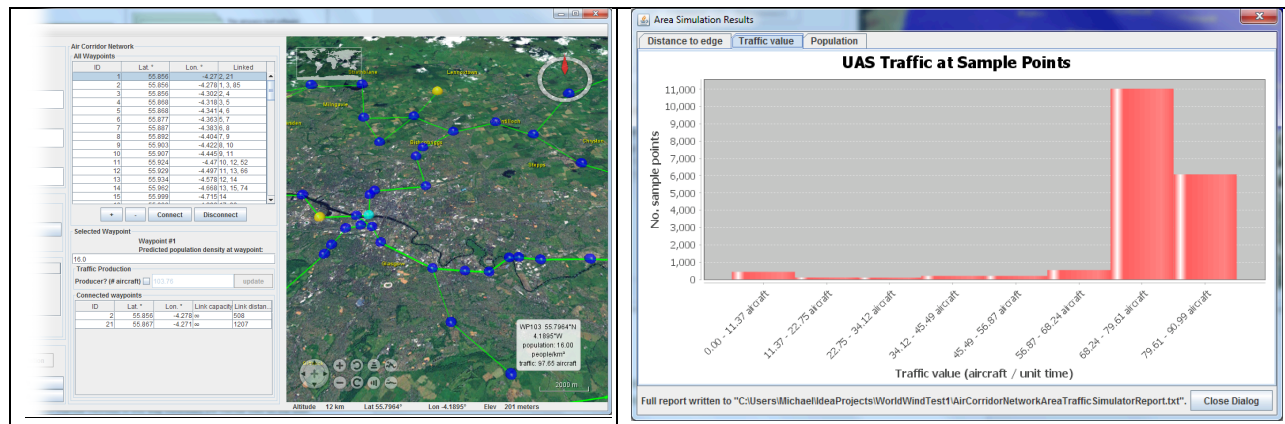 Air Corridor Network
All Waypoints
ID Lat. ° Lon. ° Linked
1 55.856 -4.27 2, 21
2 55.856 -4.278 1, 3, 85
3 55.856 -4.302 2, 4
4 55.868 -4.318 3, 5
5 55.868 -4.341 4, 6
6 55.877 -4.363 5, 7
7 55.887 -4.383 6, 8
8 55.892 -4.404 7, 9
9 55.903 -4.422 8, 10
10 55.907 -4.445 9, 11
11 55.924 -4.47 10, 12, 52
12 55.929 -4.497 11, 13, 66
13 55.934 -4.578 12, 14
14 55.962 -4.668 13, 15, 74
15 55.999 -4.715 14
+ - Connect Disconnect
Selected Waypoint
Waypoint #1
Predicted population density at waypoint:
16.0
Traffic Production
Producer? (# aircraft) 103.76 update
Connected waypoints
ID Lat. ° Lon. ° Link capacity Link distan...
2 55.856 -4.278 ∞ 508
21 55.867 -4.271 ∞ 1207
Milngavie
Lennoxtown
Bishopbriggs
Glasgow
WP103 55.7964°N
4.1895°W
population: 16.00
people/km²
traffic: 97.65 aircraft
2000 m
Altitude 12 km Lat 55.7964° Lon -4.1895° Elev 201 meters
Area Simulation Results
Distance to edge Traffic value Population
UAS Traffic at Sample Points
No. sample points
11,000
10,000
9,000
8,000
7,000
6,000
5,000
4,000
3,000
2,000
1,000
0
0.00 - 11.37 aircraft
11.37 - 22.75 aircraft
22.75 - 34.12 aircraft
34.12 - 45.49 aircraft
45.49 - 56.87 aircraft
56.87 - 68.24 aircraft
68.24 - 79.61 aircraft
79.61 - 90.99 aircraft
Traffic value (aircraft / unit time)
Full report written to "C:\Users\Michael\IdeaProjects\WorldWindTest1\AirCorridorNetworkAreaTrafficSimulatorReport.txt". Close Dialog